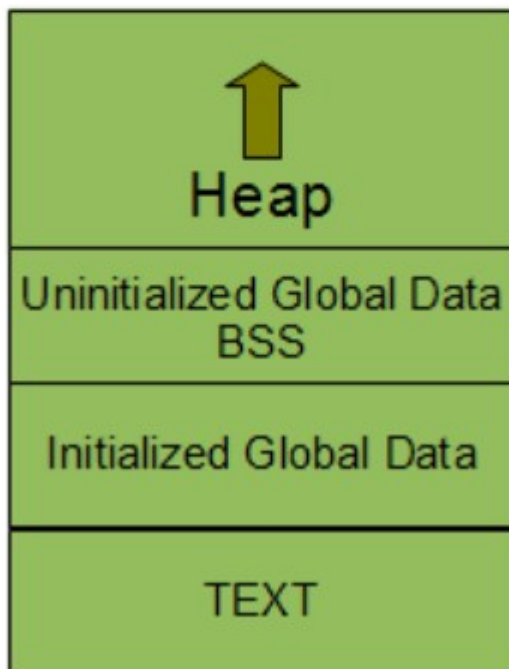 Heap
Uninitialized Global Data
BSS
Initialized Global Data
TEXT